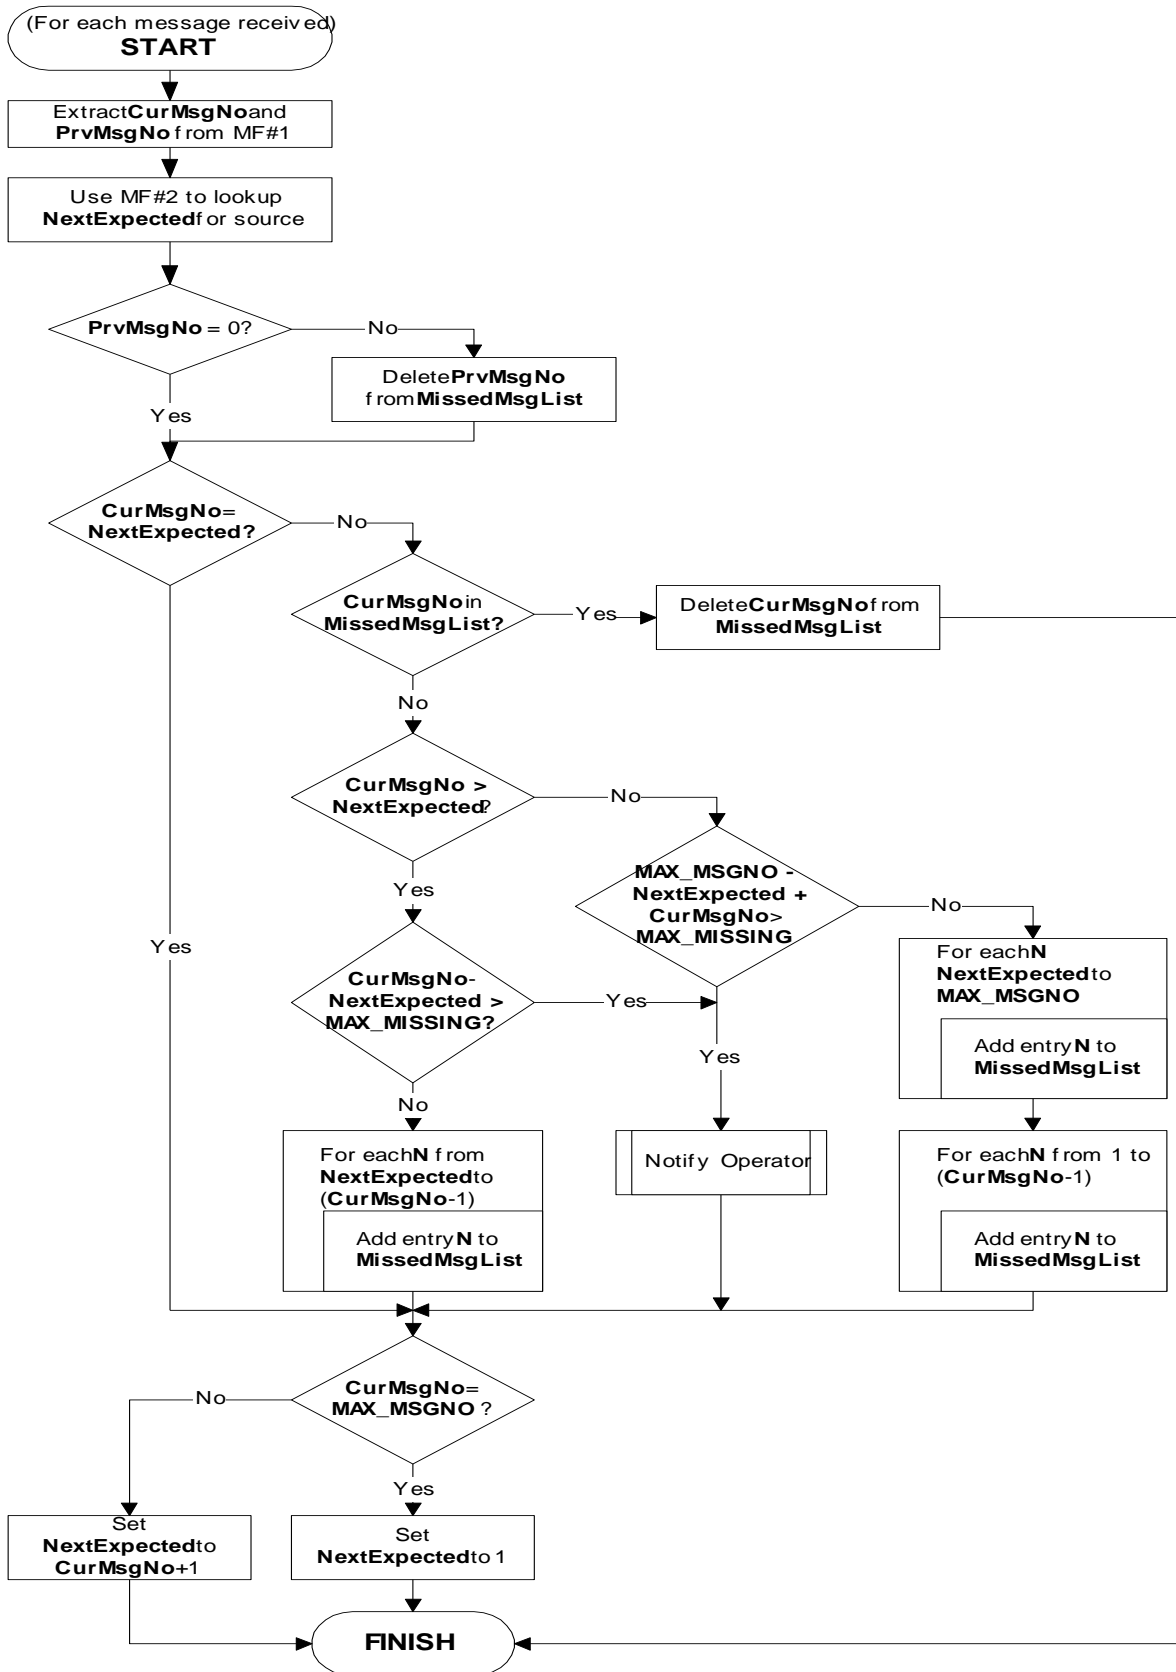 (For each message received)
START
Extract CurMsgNo and
PrvMsgNo from MF#1
Use MF#2 to lookup
NextExpected for source
PrvMsgNo = 0?
No
Delete PrvMsgNo
from MissedMsgList
Yes
CurMsgNo=
NextExpected?
No
CurMsgNo in
MissedMsgList?
Yes
Delete CurMsgNo from
MissedMsgList
No
CurMsgNo >
NextExpected?
No
MAX_MSGNO -
NextExpected +
CurMsgNo>
MAX_MISSING
No
Yes
Yes
CurMsgNo-
NextExpected >
MAX_MISSING?
Yes
Yes
For each N
NextExpected to
MAX_MSGNO
Add entry N to
MissedMsgList
No
For each N from
NextExpected to
(CurMsgNo-1)
Add entry N to
MissedMsgList
Notify Operator
For each N from 1 to
(CurMsgNo-1)
Add entry N to
MissedMsgList
CurMsgNo=
MAX_MSGNO ?
No
Yes
Set
NextExpected to
CurMsgNo+1
Set
NextExpected to 1
FINISH